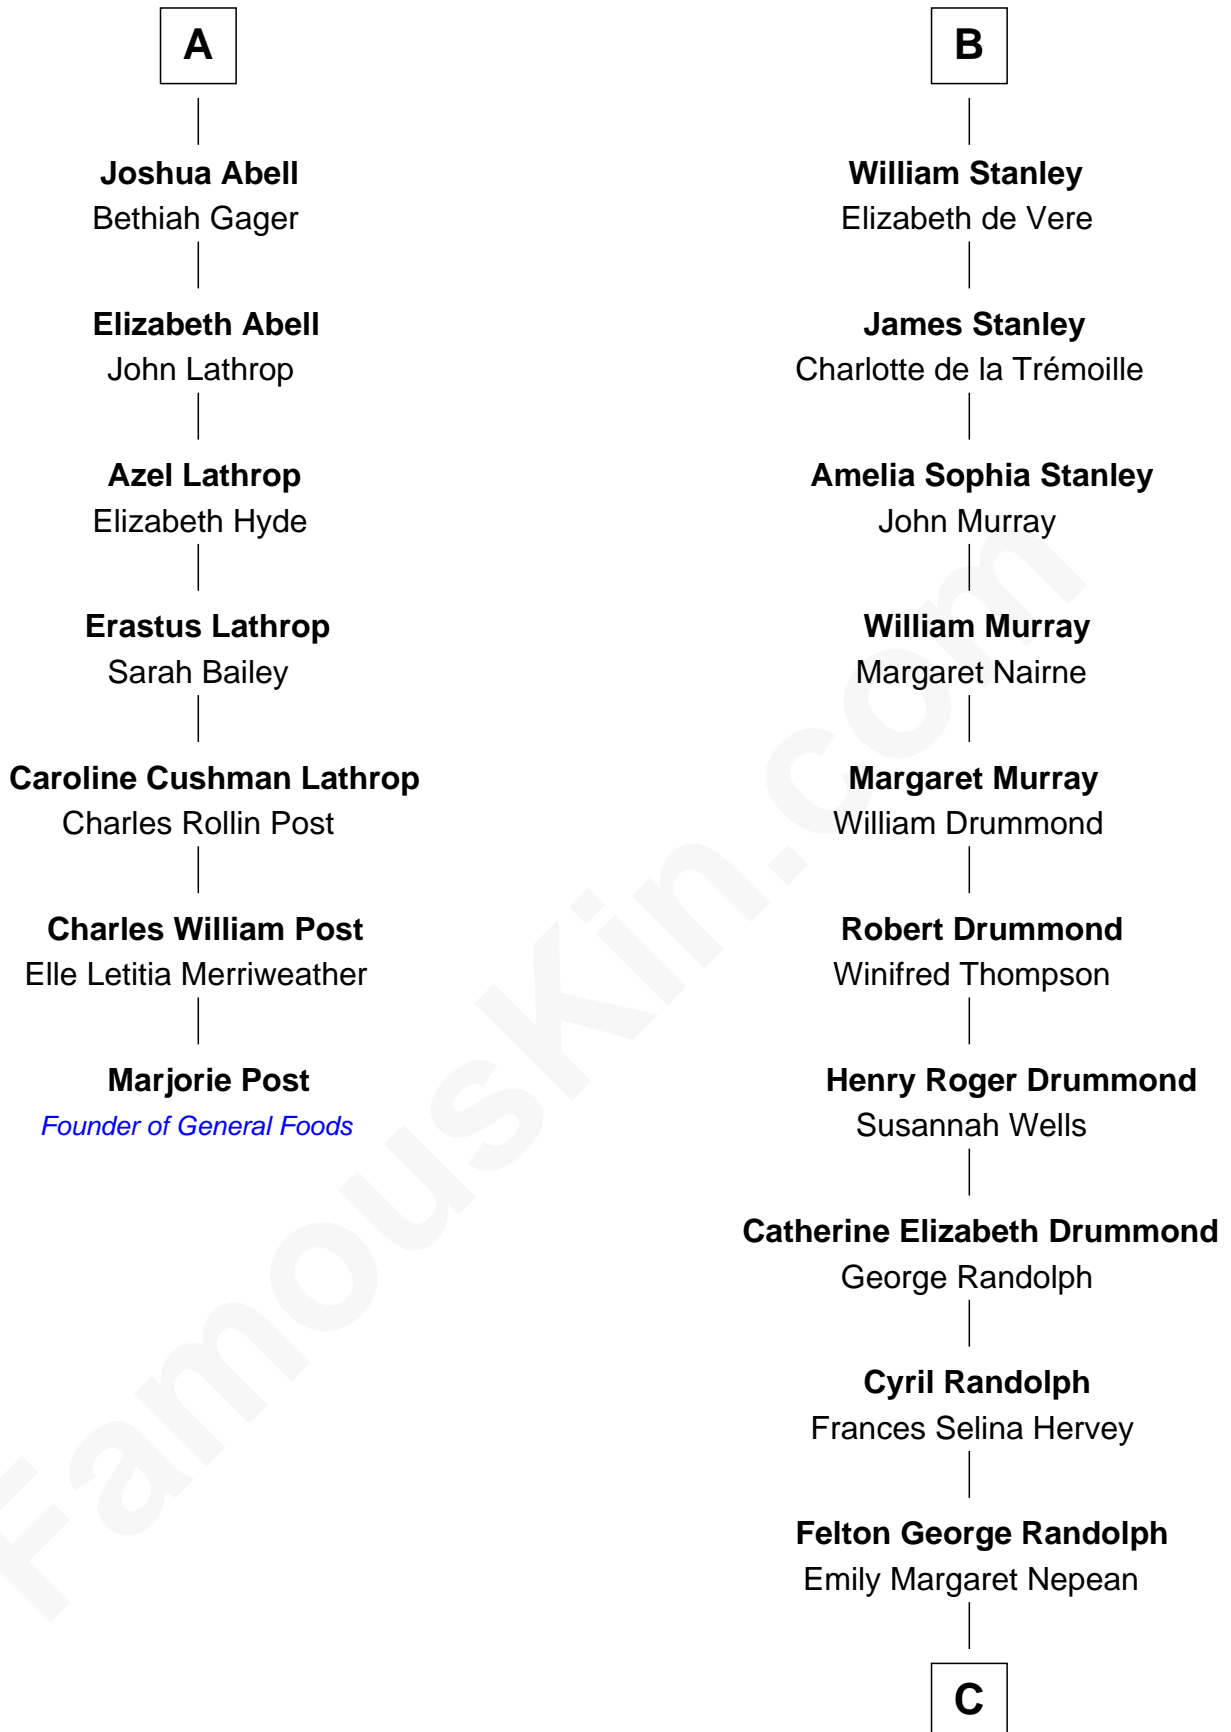 A
Joshua Abell
Bethiah Gager
Elizabeth Abell
John Lathrop
Azel Lathrop
Elizabeth Hyde
Erastus Lathrop
Sarah Bailey
Caroline Cushman Lathrop
Charles Rollin Post
Charles William Post
Elle Letitia Merriweather
Marjorie Post
Founder of General Foods
B
William Stanley
Elizabeth de Vere
James Stanley
Charlotte de la Trémoille
Amelia Sophia Stanley
John Murray
William Murray
Margaret Nairne
Margaret Murray
William Drummond
Robert Drummond
Winifred Thompson
Henry Roger Drummond
Susannah Wells
Catherine Elizabeth Drummond
George Randolph
Cyril Randolph
Frances Selina Hervey
Felton George Randolph
Emily Margaret Nepean
C
FamousKin.com